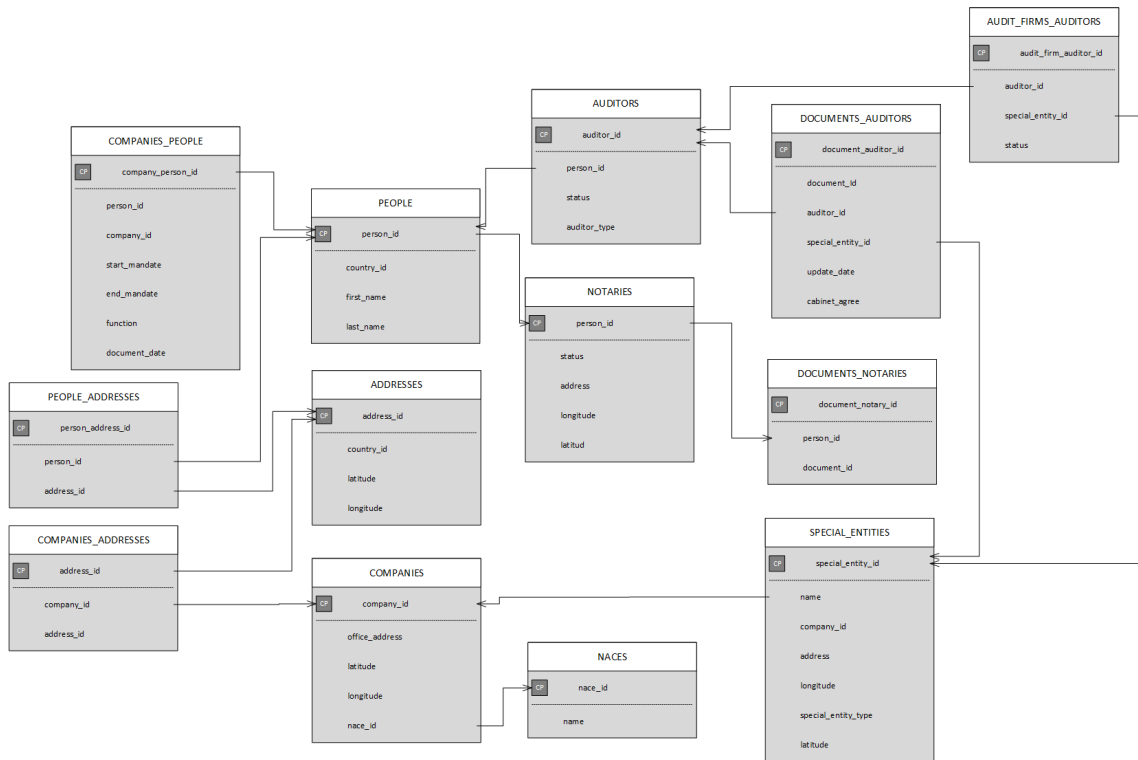 AUDIT_FIRMS_AUDITORS
CP audit_firm_auditor_id
auditor_id
special_entity_id
status
AUDITORS
CP auditor_id
person_id
status
auditor_type
DOCUMENTS_AUDITORS
CP document_auditor_id
document_Id
auditor_id
special_entity_id
update_date
cabinet_agree
COMPANIES_PEOPLE
CP company_person_id
person_id
company_id
start_mandate
end_mandate
function
document_date
PEOPLE
CP person_id
country_id
first_name
last_name
NOTARIES
CP person_id
status
address
longitude
latitud
DOCUMENTS_NOTARIES
CP document_notary_id
person_id
document_id
PEOPLE_ADDRESSES
CP person_address_id
person_id
address_id
ADDRESSES
CP address_id
country_id
latitude
longitude
COMPANIES_ADDRESSES
CP address_id
company_id
address_id
COMPANIES
CP company_id
office_address
latitude
longitude
nace_id
NACES
CP nace_id
name
SPECIAL_ENTITIES
CP special_entity_id
name
company_id
address
longitude
special_entity_type
latitude